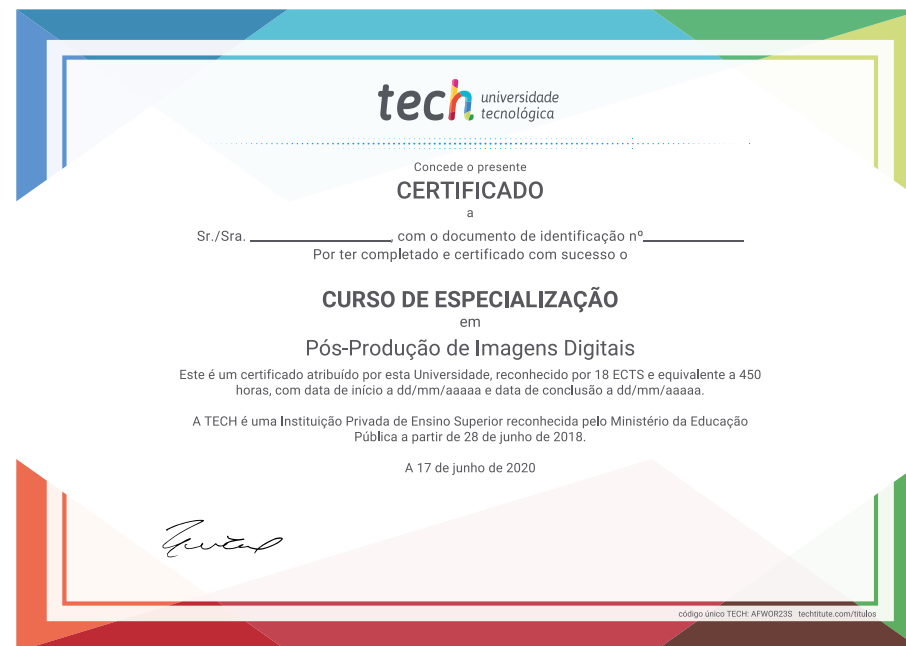 tech universidade
tecnológica
Concede o presente
CERTIFICADO
a
Sr./Sra. ____________________, com o documento de identificação nº______________
Por ter completado e certificado com sucesso o
CURSO DE ESPECIALIZAÇÃO
em
Pós-Produção de Imagens Digitais
Este é um certificado atribuído por esta Universidade, reconhecido por 18 ECTS e equivalente a 450
horas, com data de início a dd/mm/aaaaa e data de conclusão a dd/mm/aaaaa.
A TECH é uma Instituição Privada de Ensino Superior reconhecida pelo Ministério da Educação
Pública a partir de 28 de junho de 2018.
A 17 de junho de 2020
código único TECH: AFWOR23S techtitute.com/titulos